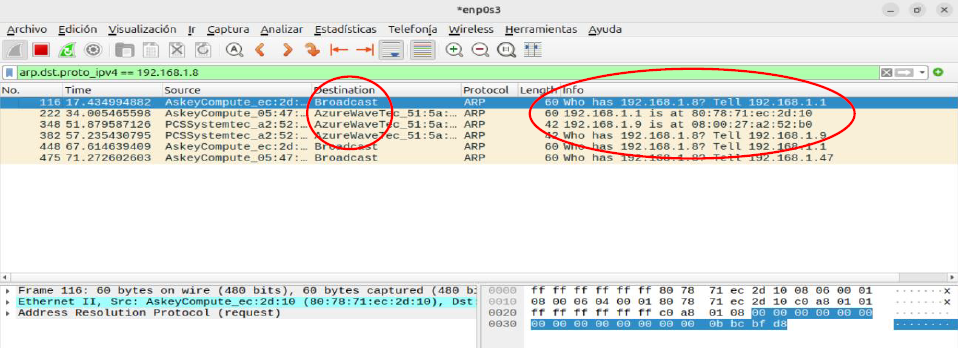 *enp0s3
Archivo Edición Visualización Ir Captura Analizar Estadísticas Telefonía Wireless Herramientas Ayuda
arp.dst.proto_ipv4 == 192.168.1.8
No. Time Source Destination Protocol Length Info
116 17.434994882 AskeyCompute_ec:2d:… Broadcast ARP 60 Who has 192.168.1.8? Tell 192.168.1.1
222 34.005465598 AskeyCompute_05:47:… AzureWaveTec_51:5a:… ARP 60 192.168.1.1 is at 80:78:71:ec:2d:10
348 51.879587126 PCSSystemtec_a2:52:… AzureWaveTec_51:5a:… ARP 42 192.168.1.9 is at 08:00:27:a2:52:b0
382 57.235430795 PCSSystemtec_a2:52:… AzureWaveTec_51:5a:… ARP 42 Who has 192.168.1.8? Tell 192.168.1.9
448 67.614639409 AskeyCompute_ec:2d:… Broadcast ARP 60 Who has 192.168.1.8? Tell 192.168.1.1
475 71.272602603 AskeyCompute_05:47:… Broadcast ARP 60 Who has 192.168.1.8? Tell 192.168.1.47
Frame 116: 60 bytes on wire (480 bits), 60 bytes captured (480 bi
Ethernet II, Src: AskeyCompute_ec:2d:10 (80:78:71:ec:2d:10), Dst
Address Resolution Protocol (request)
0000 ff ff ff ff ff ff 80 78 71 ec 2d 10 08 06 00 01 ·······x
0010 08 00 06 04 00 01 80 78 71 ec 2d 10 c0 a8 01 01 ·······x
0020 ff ff ff ff ff ff c0 a8 01 08 00 00 00 00 00 00 ········
0030 00 00 00 00 00 00 00 00 0b bc bf d8 ········